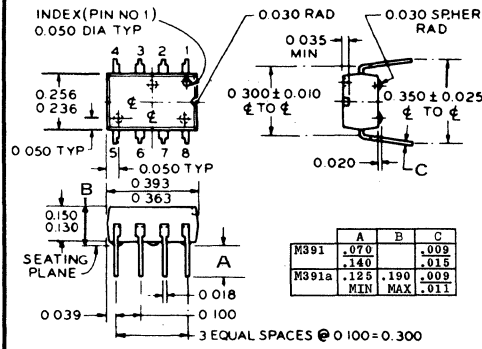 INDEX(PIN NO 1)
0.050 DIA TYP
0.030 RAD
0.030 SPHER
RAD
0.035
MIN
4 3 2 1
0.256
0.236
0.300±0.010
℄ TO ℄
0.350±0.025
℄ TO ℄
℄
℄
0.050 TYP
5 6 7 8
0.050 TYP
0.020
C
B
0.393
0.363
0.150
0.130
SEATING
PLANE
A
0.018
0.039
0.100
3 EQUAL SPACES @ 0.100=0.300
A B C
M391 .070 .009
.140 .015
M391a .125 .190 .009
MIN MAX .011